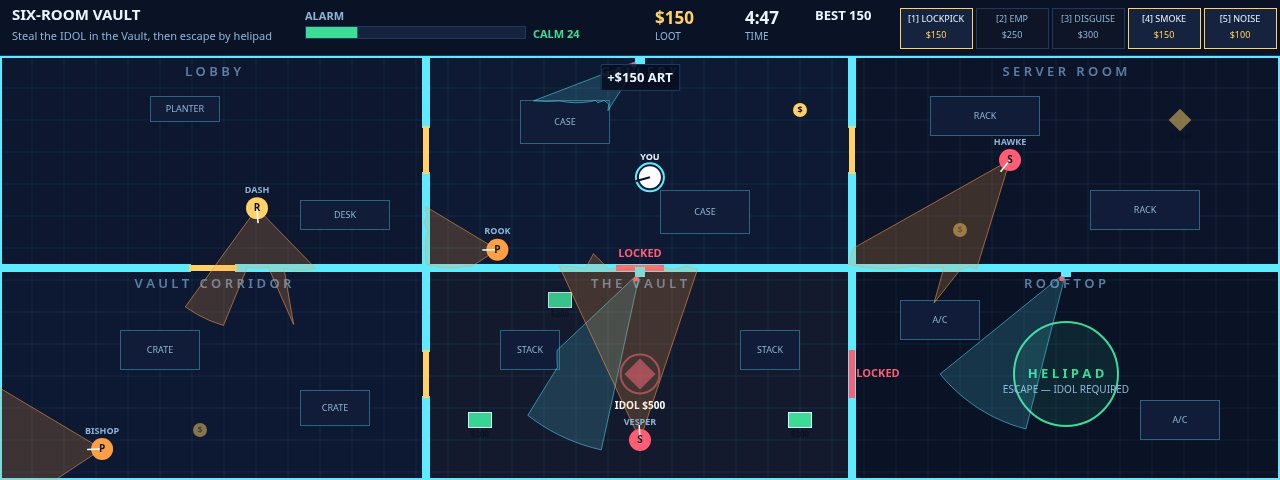 SIX-ROOM VAULT
Steal the IDOL in the Vault, then escape by helipad
ALARM
CALM 24
$150
LOOT
4:47
TIME
BEST 150
[1] LOCKPICK
$150
[2] EMP
$250
[3] DISGUISE
$300
[4] SMOKE
$150
[5] NOISE
$100
LOBBY
PLANTER
DASH
R
DESK
+$150 ART
CASE
$
YOU
CASE
ROOK
P
LOCKED
SERVER ROOM
RACK
HAWKE
S
RACK
$
VAULT CORRIDOR
CRATE
CRATE
BISHOP
P
$
THE VAULT
STACK
STACK
IDOL $500
VESPER
S
ROOFTOP
A/C
LOCKED
HELIPAD
ESCAPE — IDOL REQUIRED
A/C